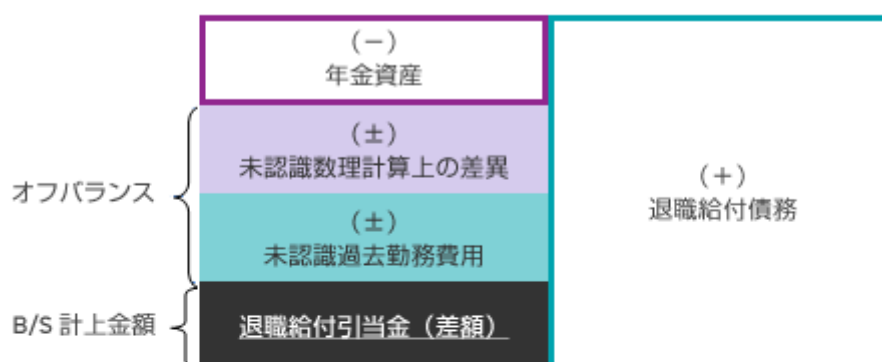 （－）
年金資産
オフバランス
（±）
未認識数理計算上の差異
（±）
未認識過去勤務費用
B/S 計上金額
退職給付引当金（差額）
（＋）
退職給付債務